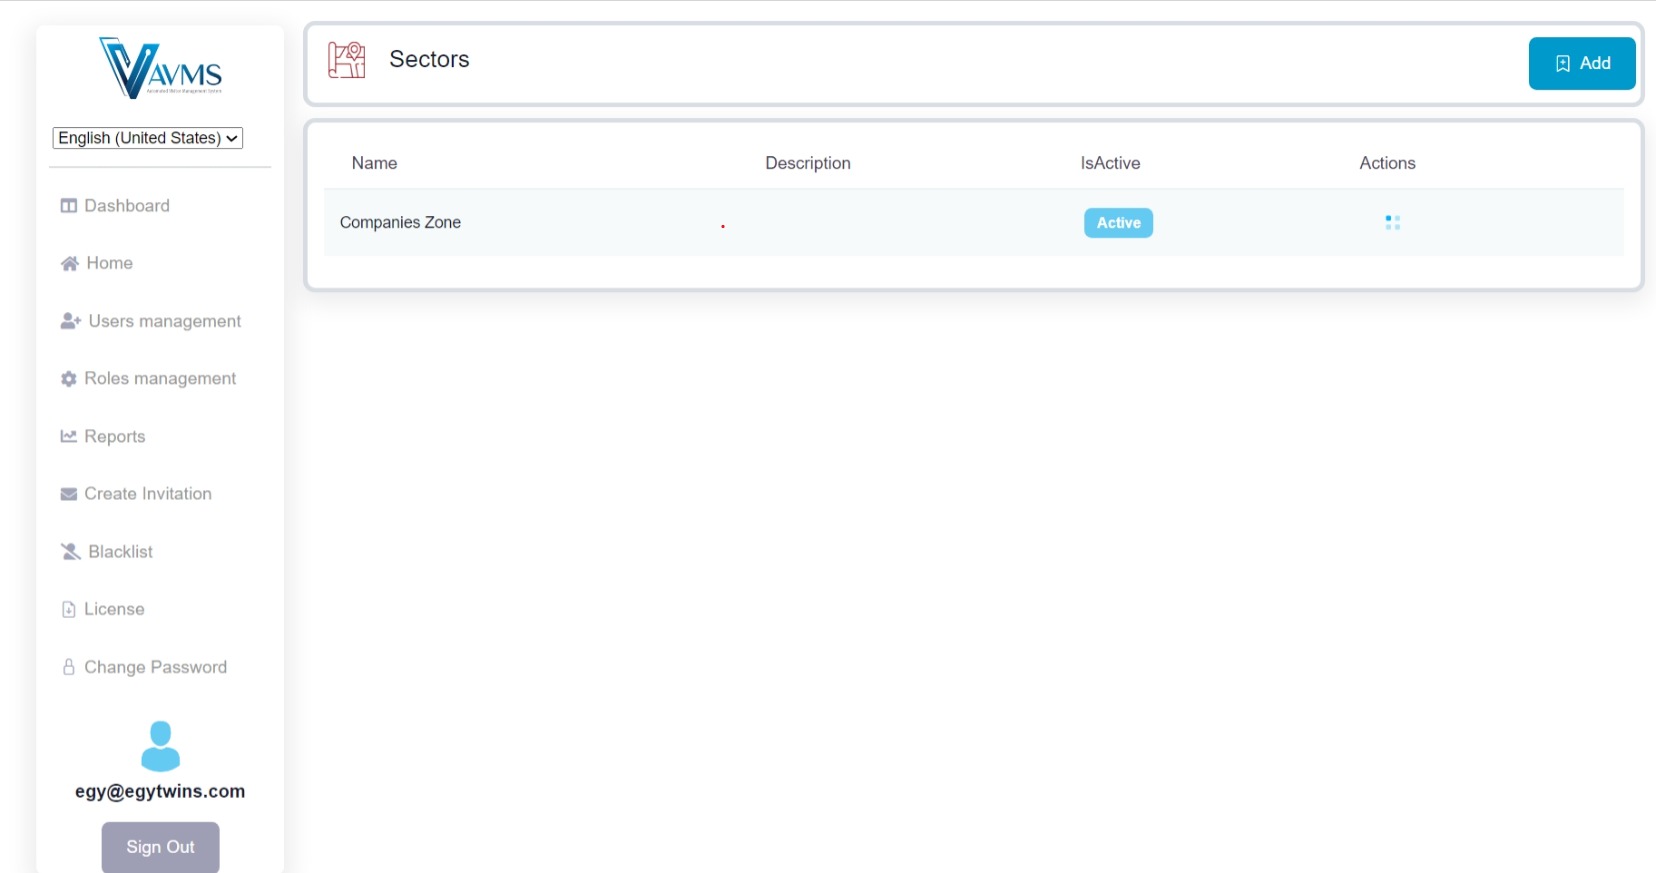 AVMS
English (United States)
Dashboard
Home
Users management
Roles management
Reports
Create Invitation
Blacklist
License
Change Password
egy@egytwins.com
Sign Out
Sectors
Add
Name Description IsActive Actions
Companies Zone Active